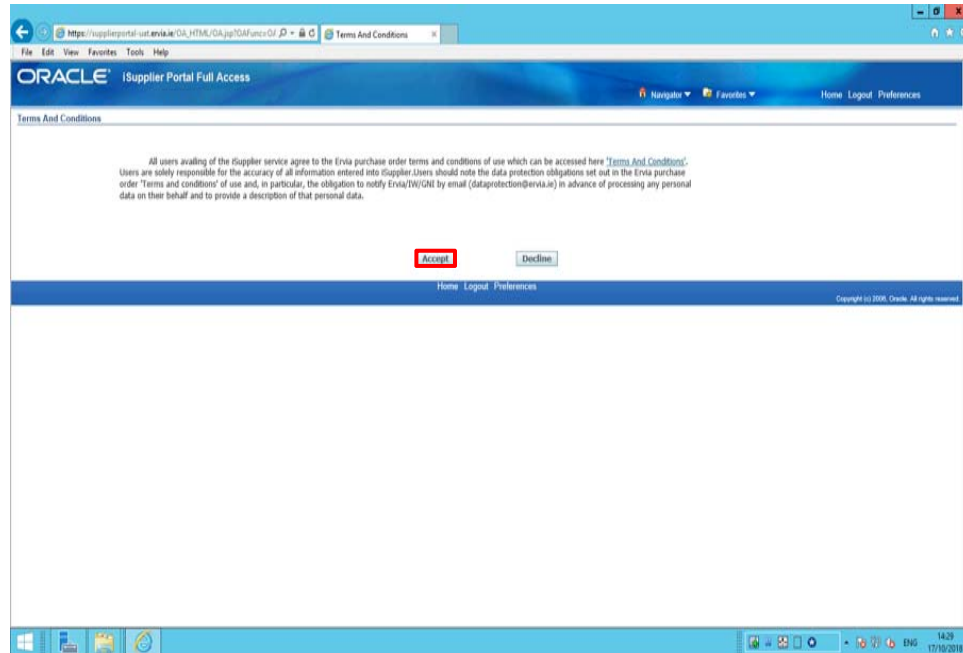 https://supplierportal-uat.ervia.ie/OA_HTML/OA.jsp?OAFunc=OF
Terms And Conditions
File Edit View Favorites Tools Help
ORACLE iSupplier Portal Full Access
Navigator Favorites Home Logout Preferences
Terms And Conditions
All users availing of the iSupplier service agree to the Ervia purchase order terms and conditions of use which can be accessed here 'Terms And Conditions'.
Users are solely responsible for the accuracy of all information entered into iSupplier.Users should note the data protection obligations set out in the Ervia purchase
order 'Terms and conditions' of use and, in particular, the obligation to notify Ervia/IW/GNI by email (dataprotection@ervia.ie) in advance of processing any personal
data on their behalf and to provide a description of that personal data.
Accept Decline
Home Logout Preferences
Copyright (c) 2006, Oracle. All rights reserved.
ENG 14:29
17/10/2018